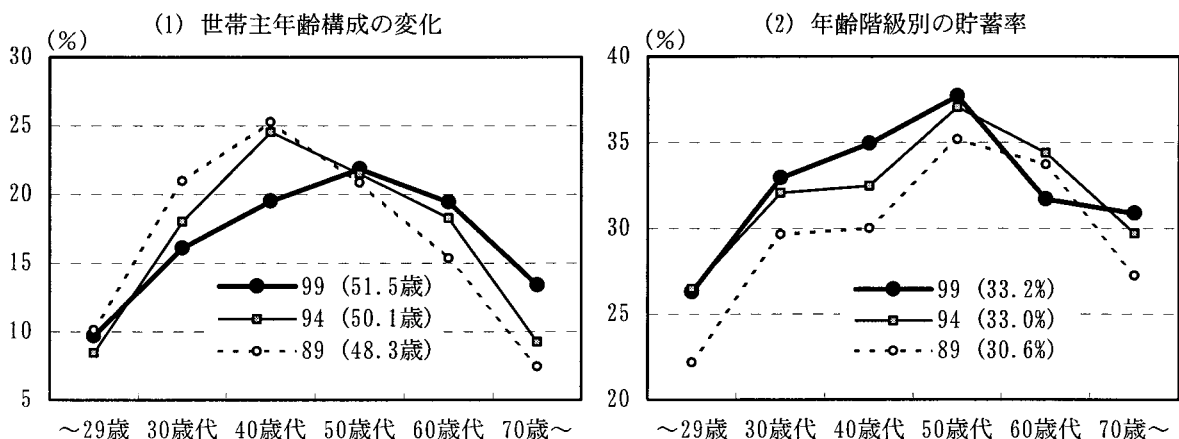 (1) 世帯主年齢構成の変化
(%)
30
25
20
15
10
5
99 (51.5歳)
94 (50.1歳)
89 (48.3歳)
～29歳 30歳代 40歳代 50歳代 60歳代 70歳～
(2) 年齢階級別の貯蓄率
(%)
40
35
30
25
20
99 (33.2%)
94 (33.0%)
89 (30.6%)
～29歳 30歳代 40歳代 50歳代 60歳代 70歳～